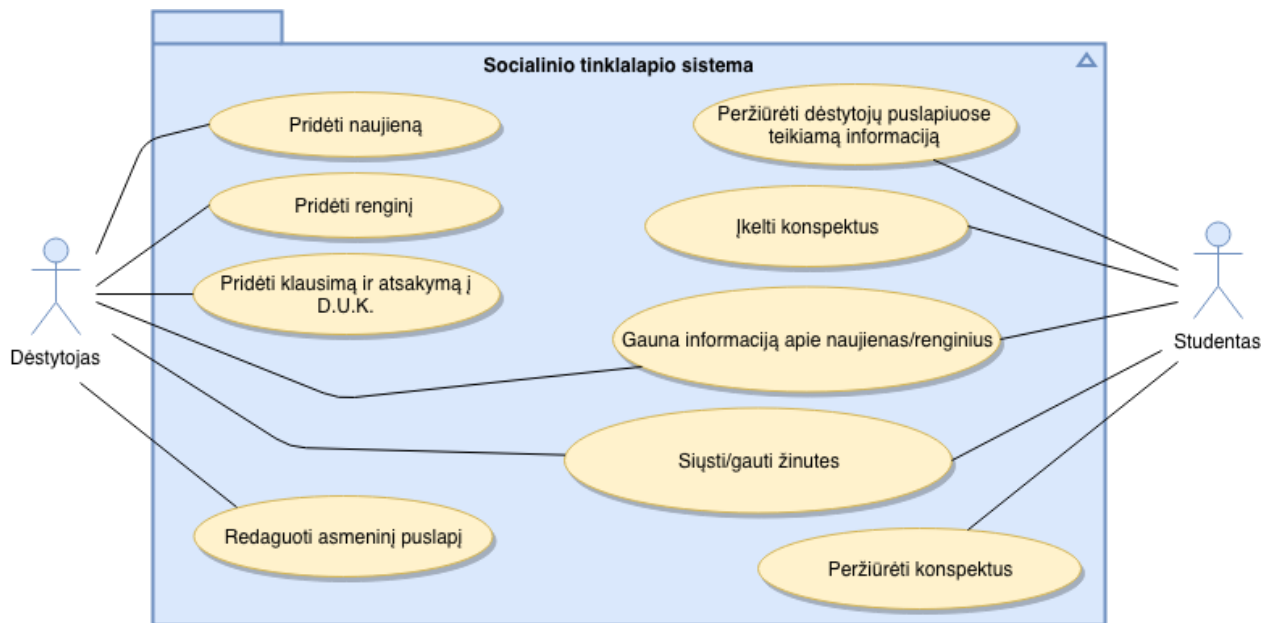 Socialinio tinklalapio sistema
Pridėti naujieną
Peržiūrėti dėstytojų puslapiuose
teikiamą informaciją
Pridėti renginį
Įkelti konspektus
Pridėti klausimą ir atsakymą į
D.U.K.
Gauna informaciją apie naujienas/renginius
Dėstytojas
Studentas
Siųsti/gauti žinutes
Redaguoti asmeninį puslapį
Peržiūrėti konspektus